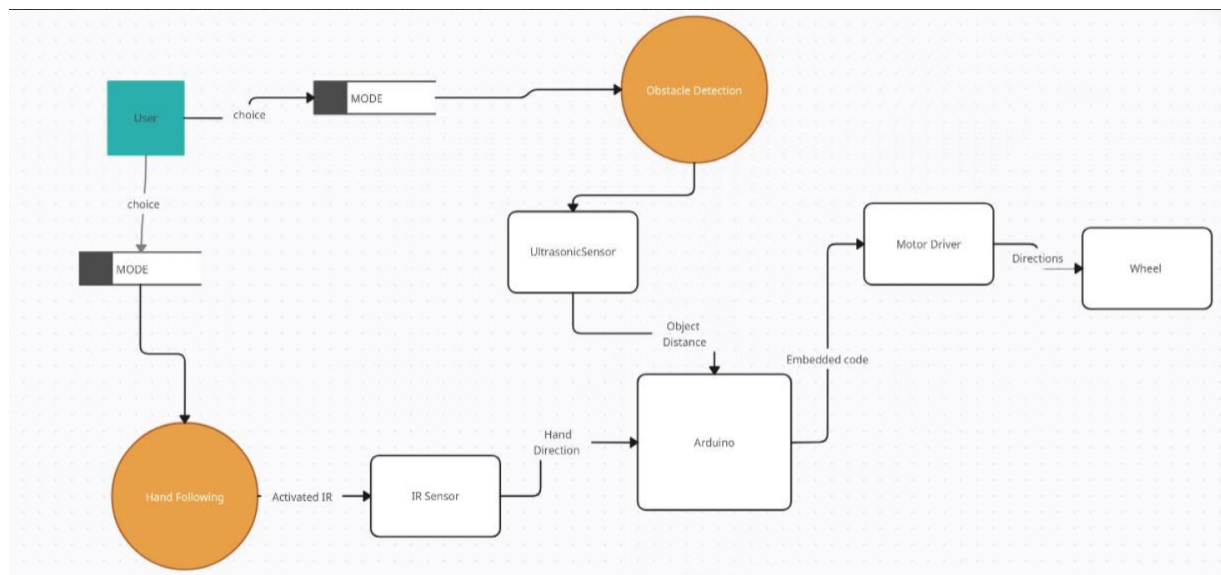 User
choice
MODE
Obstacle Detection
choice
MODE
UltrasonicSensor
Motor Driver
Directions
Wheel
Object
Distance
Embedded code
Hand
Direction
Arduino
Hand Following
Activated IR
IR Sensor